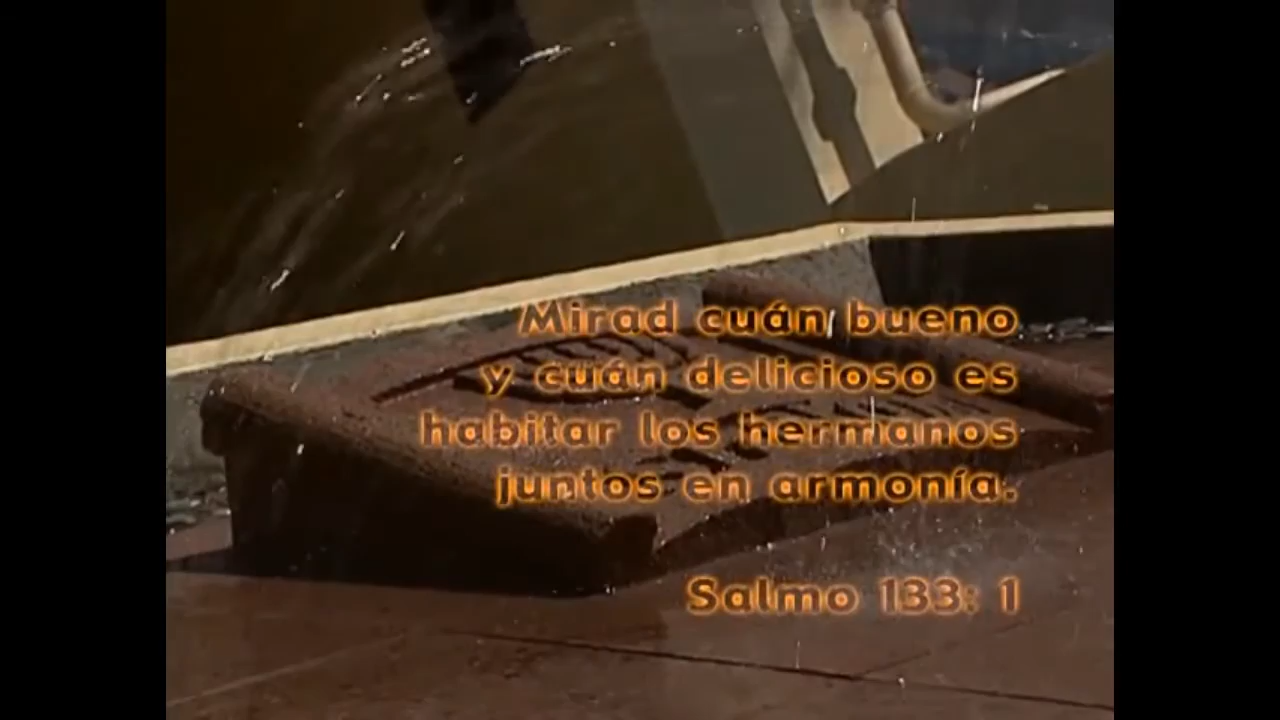 Mirad cuán bueno
y cuán delicioso es
habitar los hermanos
juntos en armonía.
Salmo 133: 1